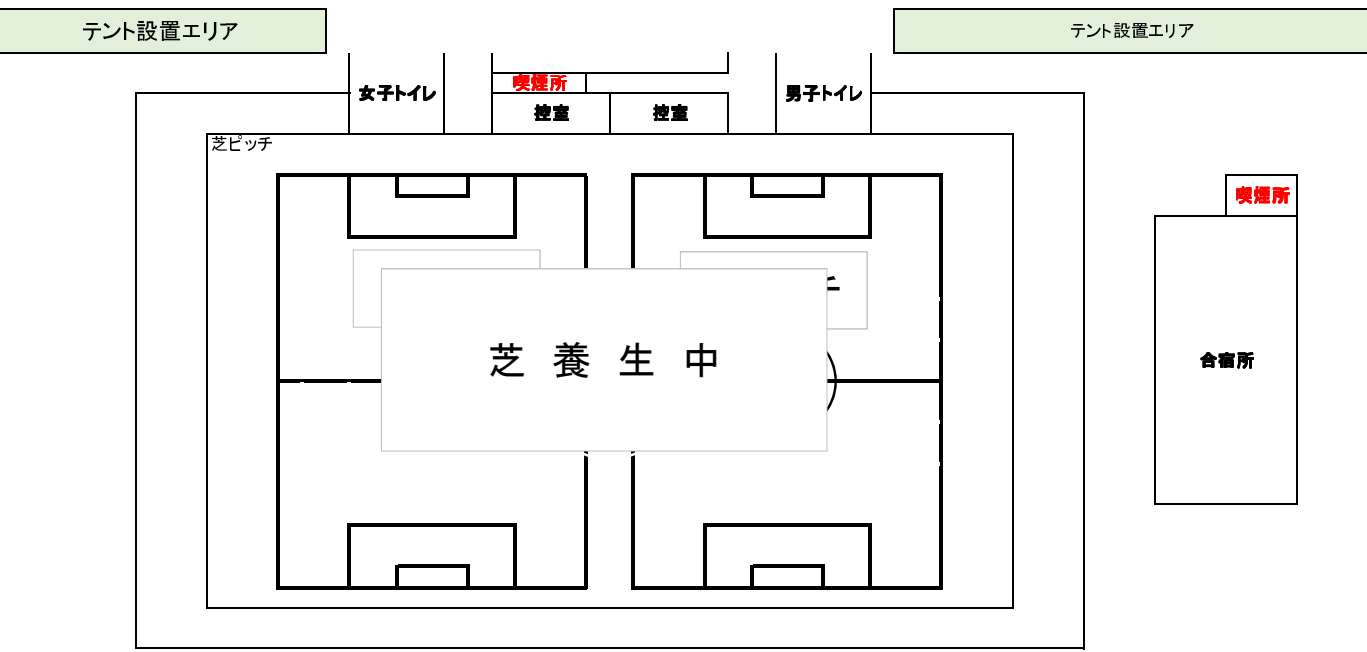 テント設置エリア
テント設置エリア
女子トイレ
喫煙所
男子トイレ
控室
控室
芝ピッチ
喫煙所
芝養生中
合宿所